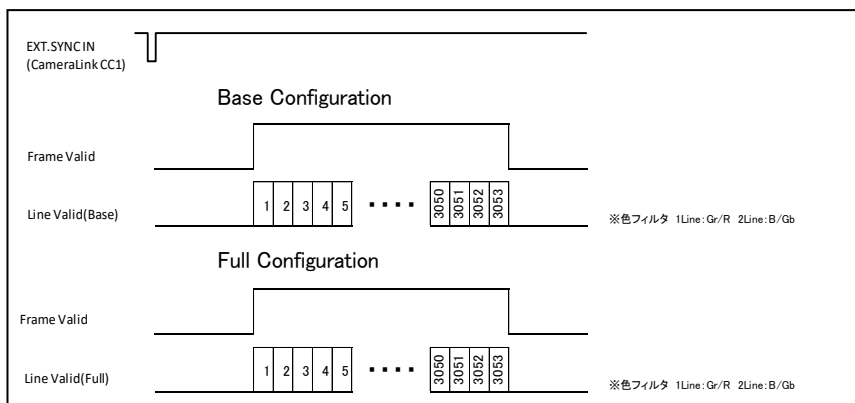 EXT.SYNC IN
(CameraLink CC1)
Base Configuration
Frame Valid
Line Valid(Base)
1 2 3 4 5 ････ 3050 3051 3052 3053
※色フィルタ 1Line:Gr/R 2Line:B/Gb
Full Configuration
Frame Valid
Line Valid(Full)
1 2 3 4 5 ････ 3050 3051 3052 3053
※色フィルタ 1Line:Gr/R 2Line:B/Gb